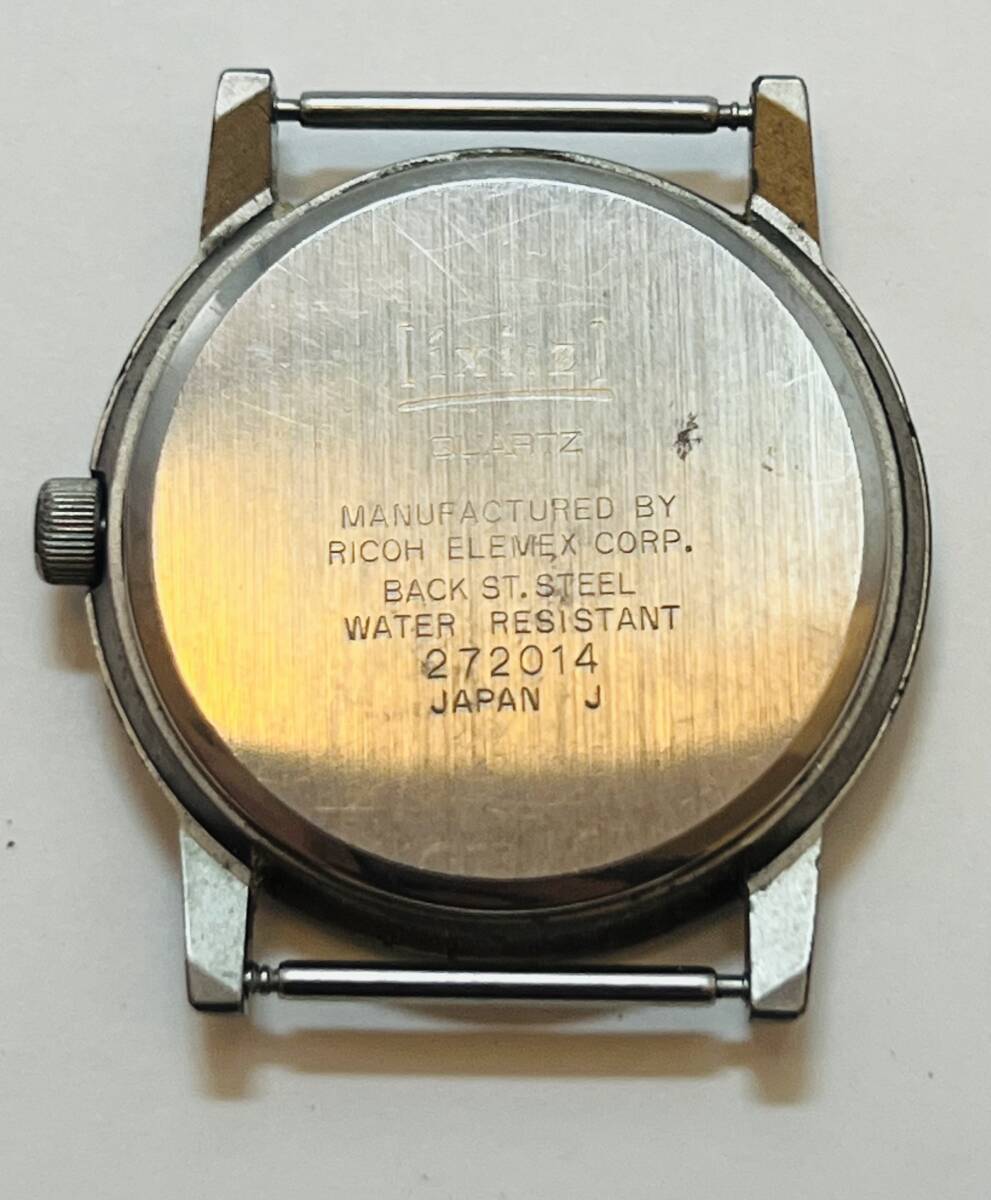 QUARTZ
MANUFACTURED BY
RICOH ELEMEX CORP.
BACK ST. STEEL
WATER RESISTANT
272014
JAPAN J